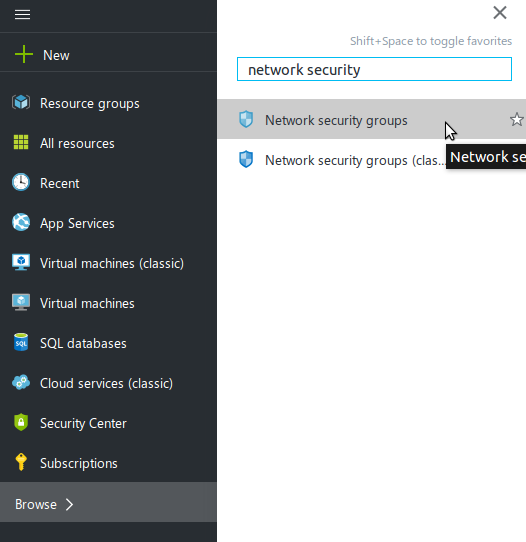 New
Resource groups
All resources
Recent
App Services
Virtual machines (classic)
Virtual machines
SQL
SQL databases
Cloud services (classic)
Security Center
Subscriptions
Browse
Shift+Space to toggle favorites
network security
Network security groups
Network security groups (clas...
Network se